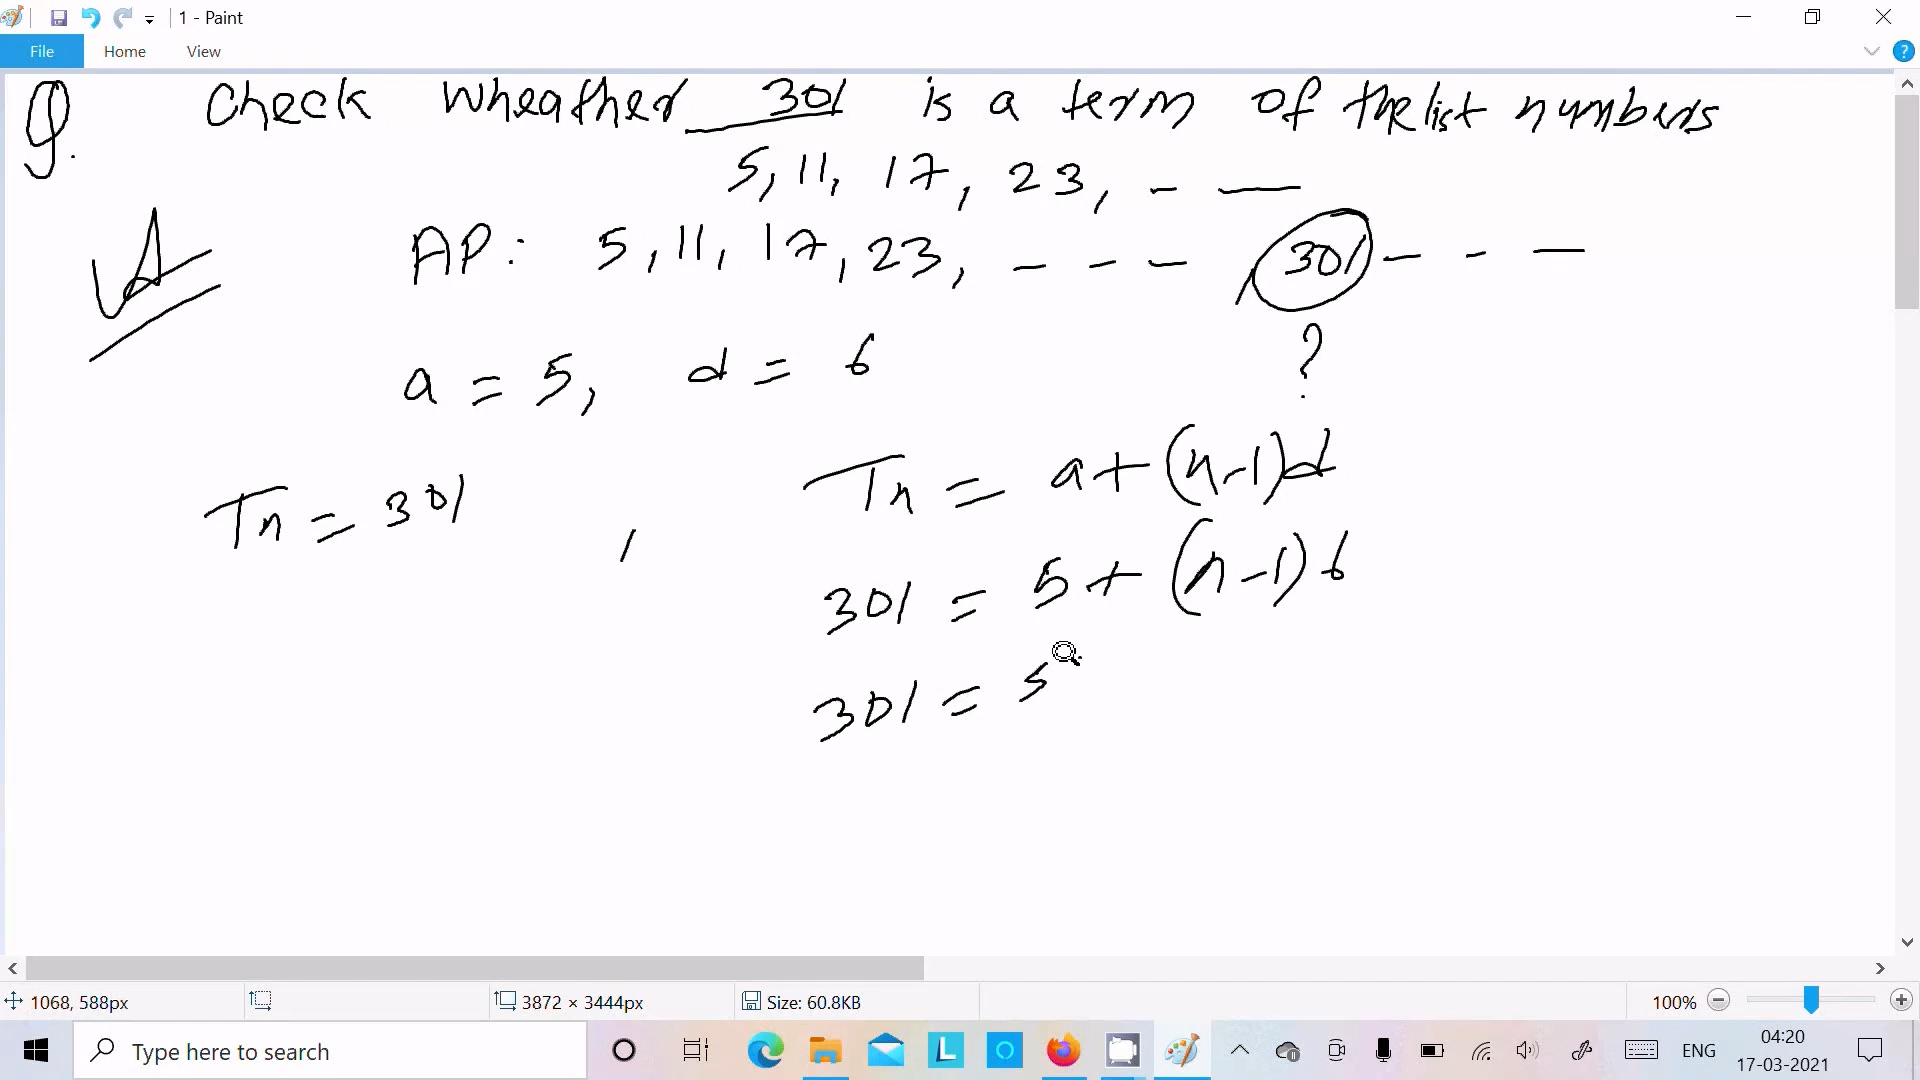 1 - Paint
File Home View
Q. Check wheather 301 is a term of the list numbers
5, 11, 17, 23, - —
AP: 5, 11, 17, 23, - - - , 301 - - —
?
a = 5, d = 6
Tn = 301 , Tn = a + (n-1)d
301 = 5 + (n-1) 6
301 = 5
1068, 588px 3872 × 3444px Size: 60.8KB 100%
Type here to search ENG 04:20
17-03-2021